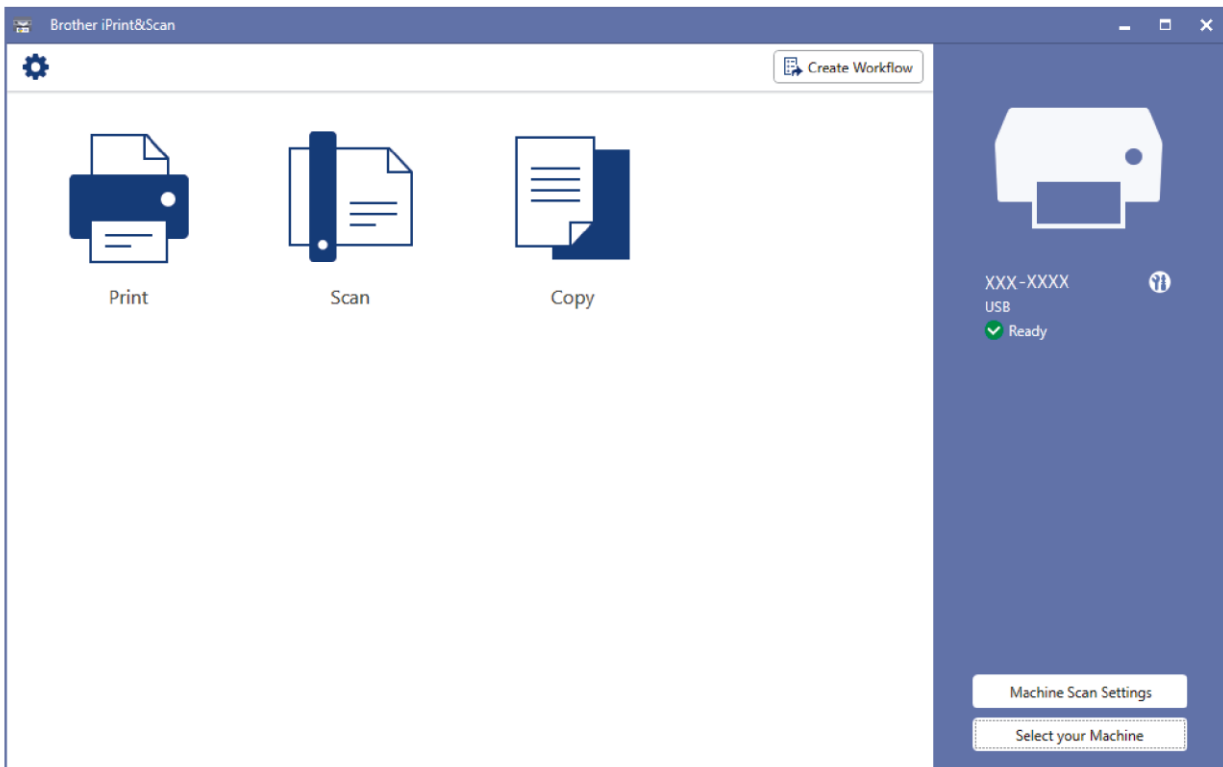 Brother iPrint&Scan
Create Workflow
Print
Scan
Copy
XXX-XXXX
USB
Ready
Machine Scan Settings
Select your Machine